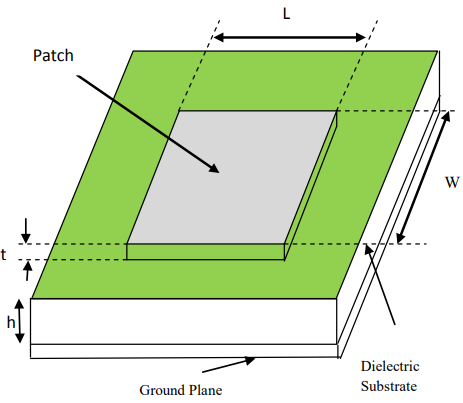 L
Patch
W
t
h
Dielectric
Substrate
Ground Plane